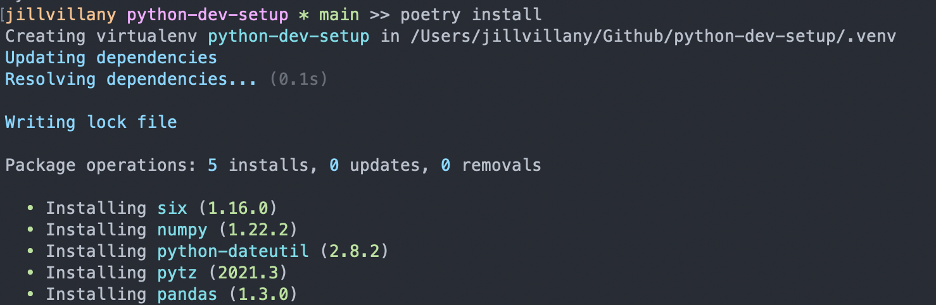 [jillvillany python-dev-setup * main >> poetry install
Creating virtualenv python-dev-setup in /Users/jillvillany/Github/python-dev-setup/.venv
Updating dependencies
Resolving dependencies... (0.1s)
Writing lock file
Package operations: 5 installs, 0 updates, 0 removals
• Installing six (1.16.0)
• Installing numpy (1.22.2)
• Installing python-dateutil (2.8.2)
• Installing pytz (2021.3)
• Installing pandas (1.3.0)